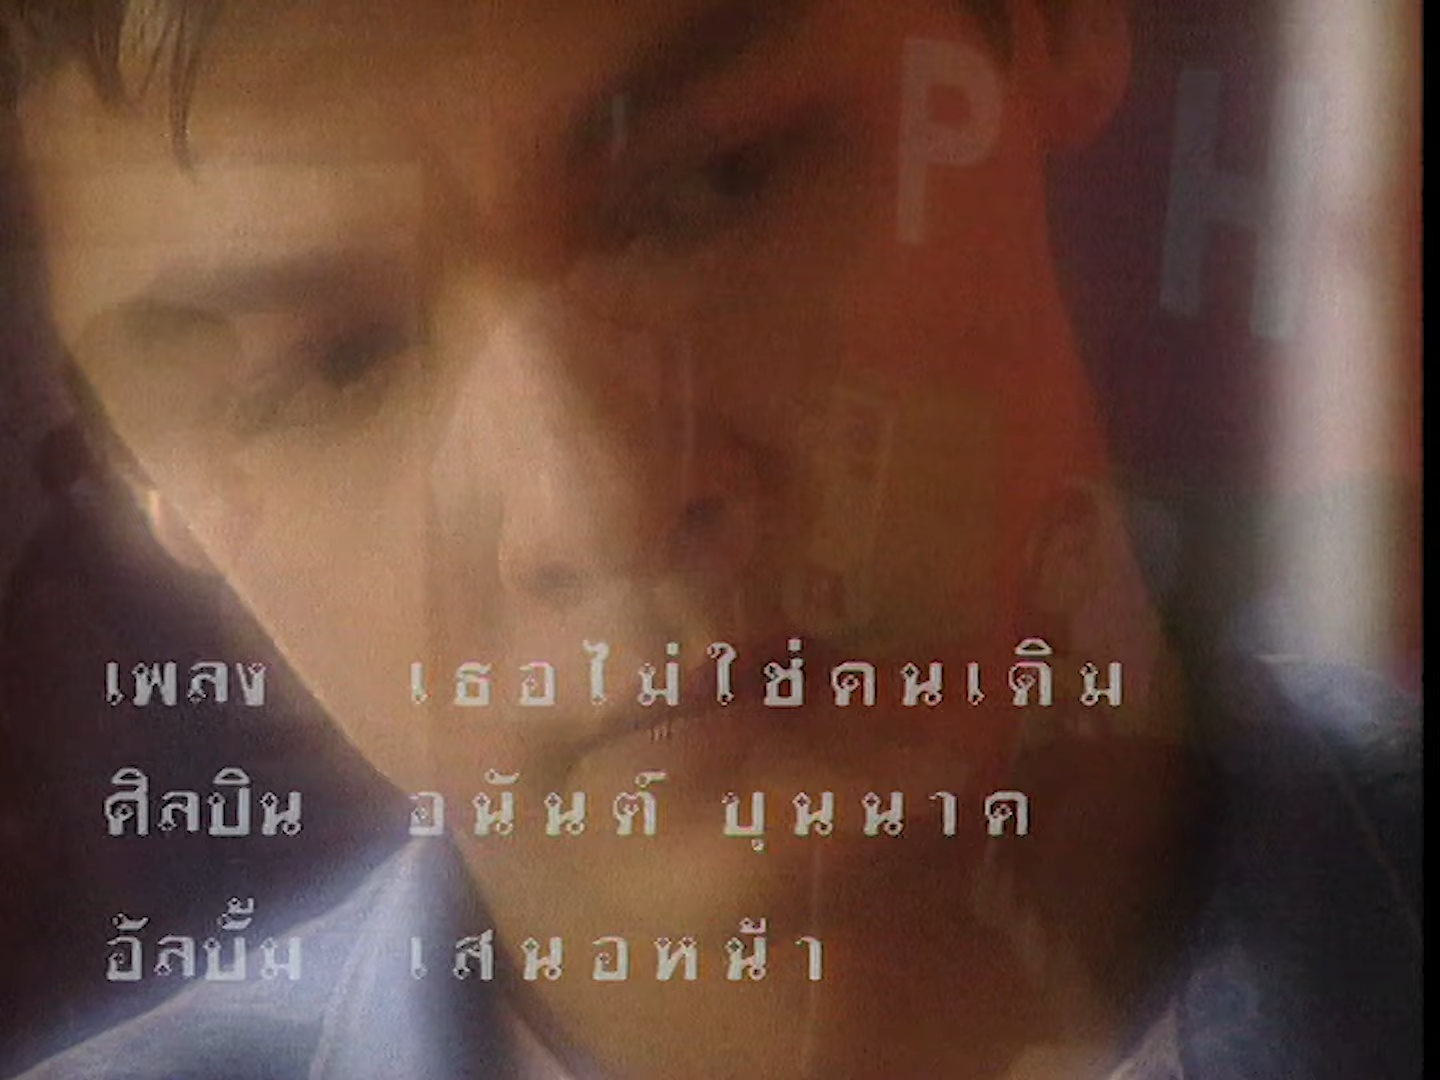 P H
เพลง เธอไม่ใช่คนเดิม
ศิลปิน อนันต์ บุนนาค
อัลบั้ม เสนอหน้า